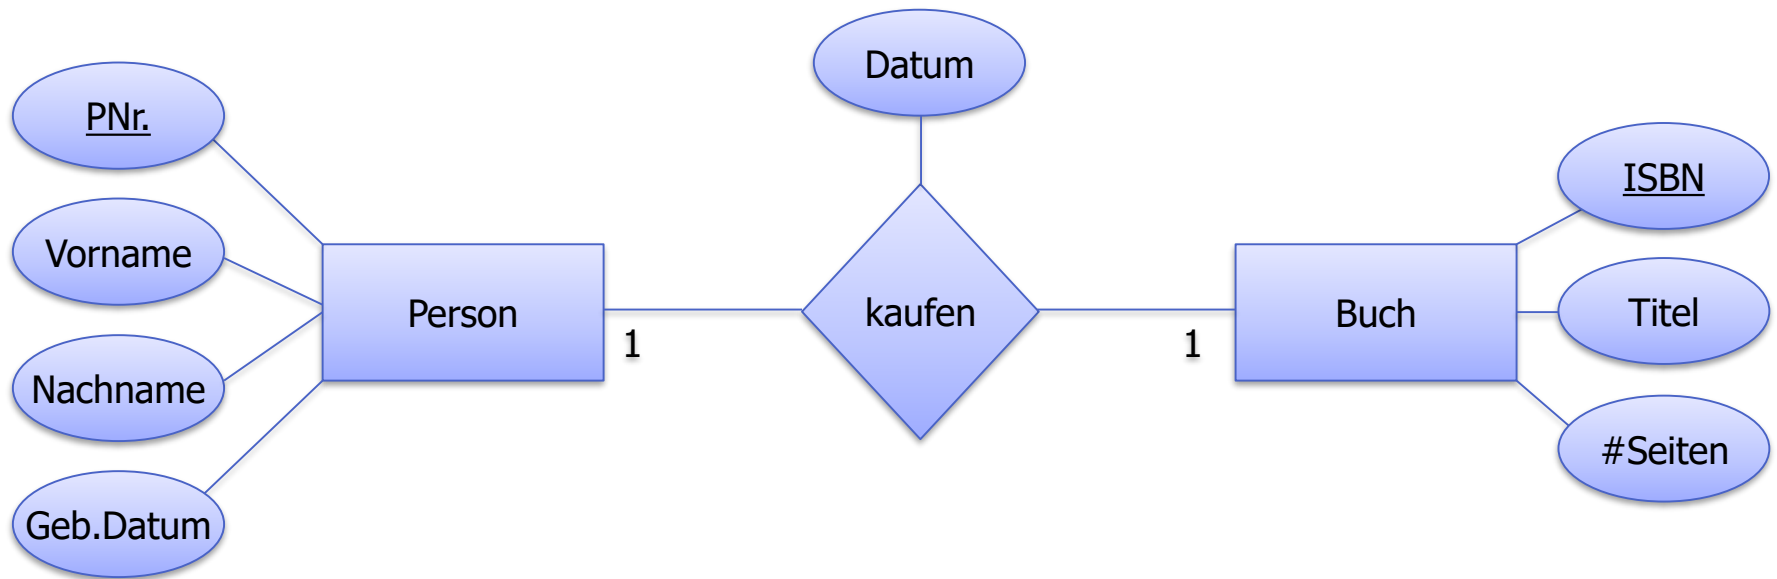 PNr.
Vorname
Nachname
Geb.Datum
Person
1
Datum
kaufen
1
Buch
ISBN
Titel
#Seiten